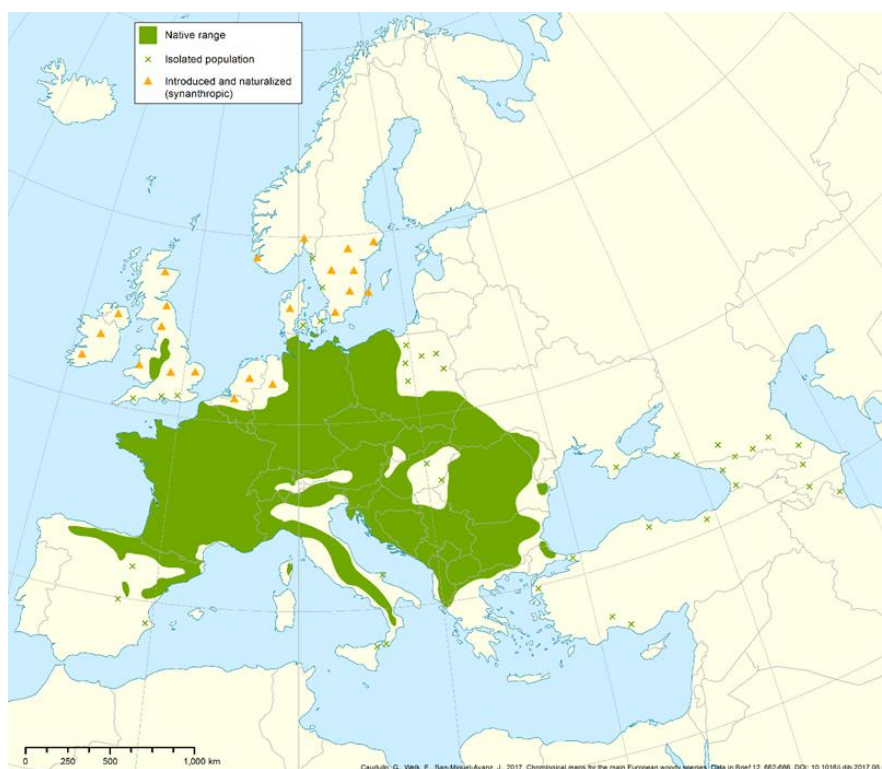 Native range
Isolated population
Introduced and naturalized
(synanthropic)
0 250 500 1,000 km
Caudullo, G., Welk, E., San-Miguel-Ayanz, J., 2017. Chorological maps for the main European woody species. Data in Brief 12, 662-666. DOI: 10.1016/j.dib.2017.05